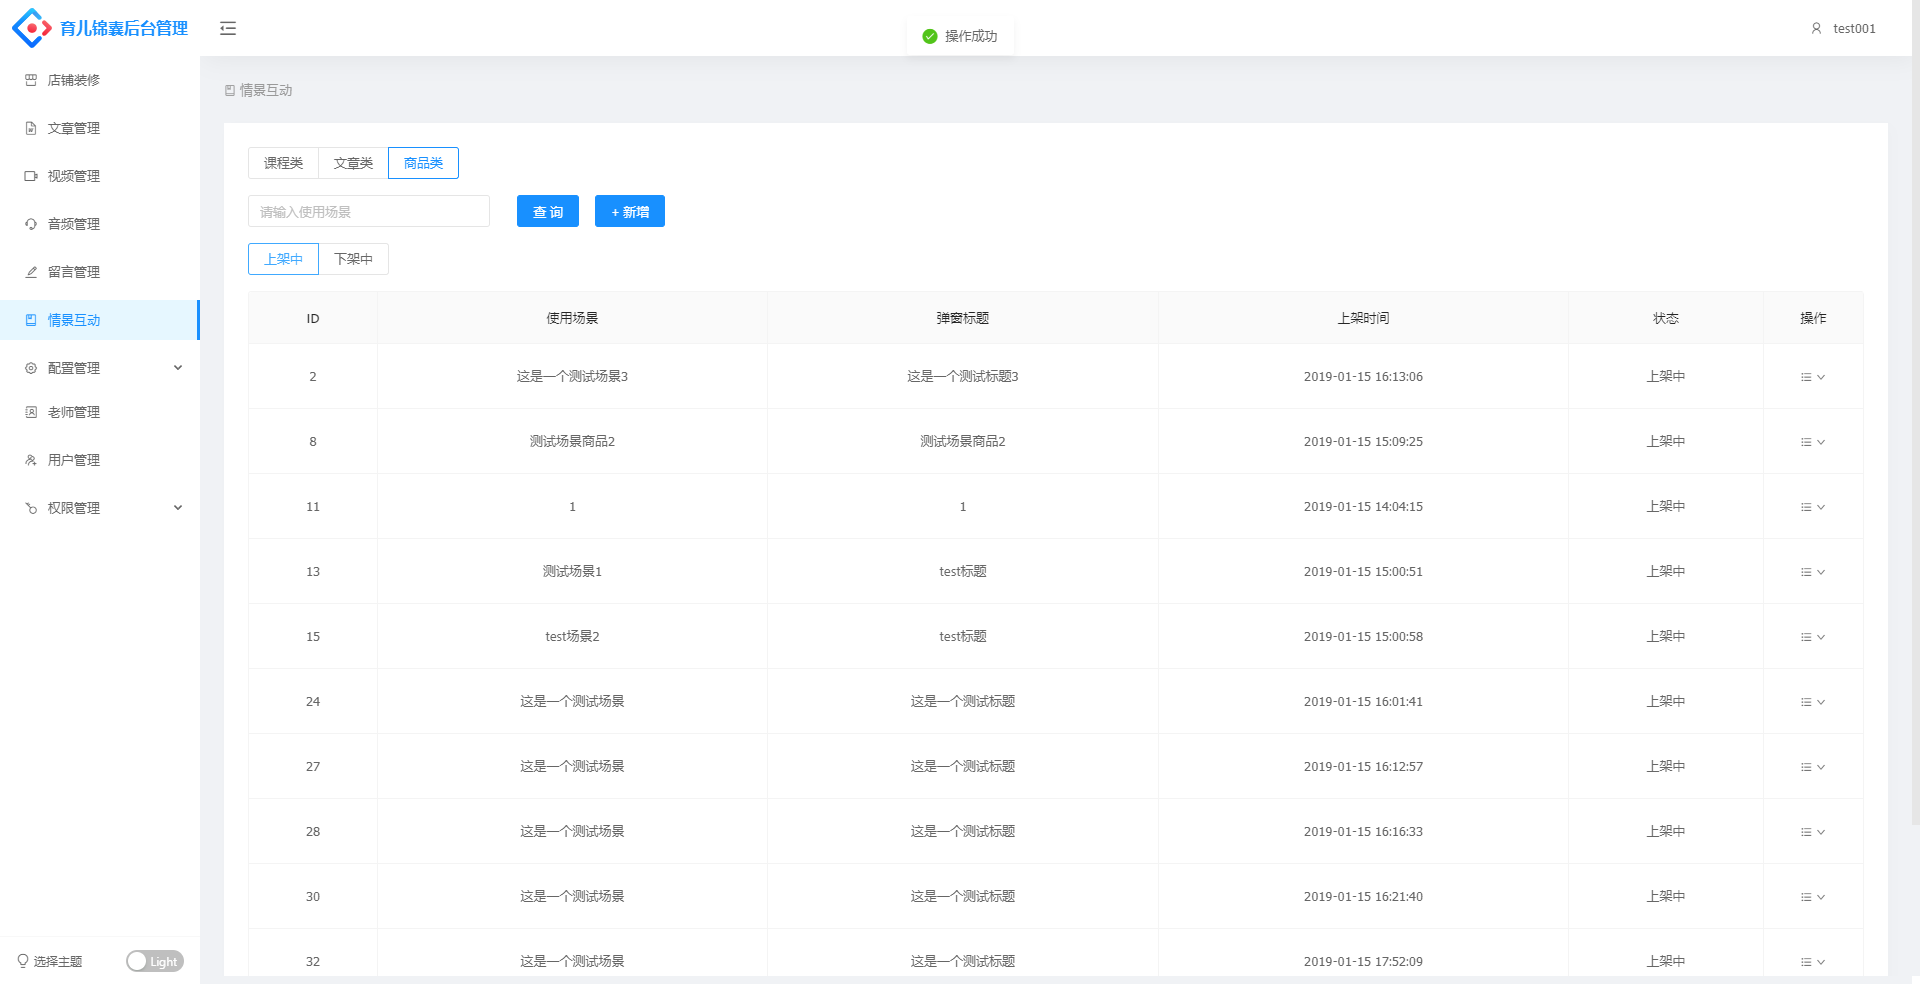 育儿锦囊后台管理
操作成功
test001
店铺装修
文章管理
视频管理
音频管理
留言管理
情景互动
配置管理
老师管理
用户管理
权限管理
选择主题
Light
情景互动
课程类 文章类 商品类
请输入使用场景 查 询 + 新增
上架中 下架中
ID 使用场景 弹窗标题 上架时间 状态 操作
2 这是一个测试场景3 这是一个测试标题3 2019-01-15 16:13:06 上架中
8 测试场景商品2 测试场景商品2 2019-01-15 15:09:25 上架中
11 1 1 2019-01-15 14:04:15 上架中
13 测试场景1 test标题 2019-01-15 15:00:51 上架中
15 test场景2 test标题 2019-01-15 15:00:58 上架中
24 这是一个测试场景 这是一个测试标题 2019-01-15 16:01:41 上架中
27 这是一个测试场景 这是一个测试标题 2019-01-15 16:12:57 上架中
28 这是一个测试场景 这是一个测试标题 2019-01-15 16:16:33 上架中
30 这是一个测试场景 这是一个测试标题 2019-01-15 16:21:40 上架中
32 这是一个测试场景 这是一个测试标题 2019-01-15 17:52:09 上架中